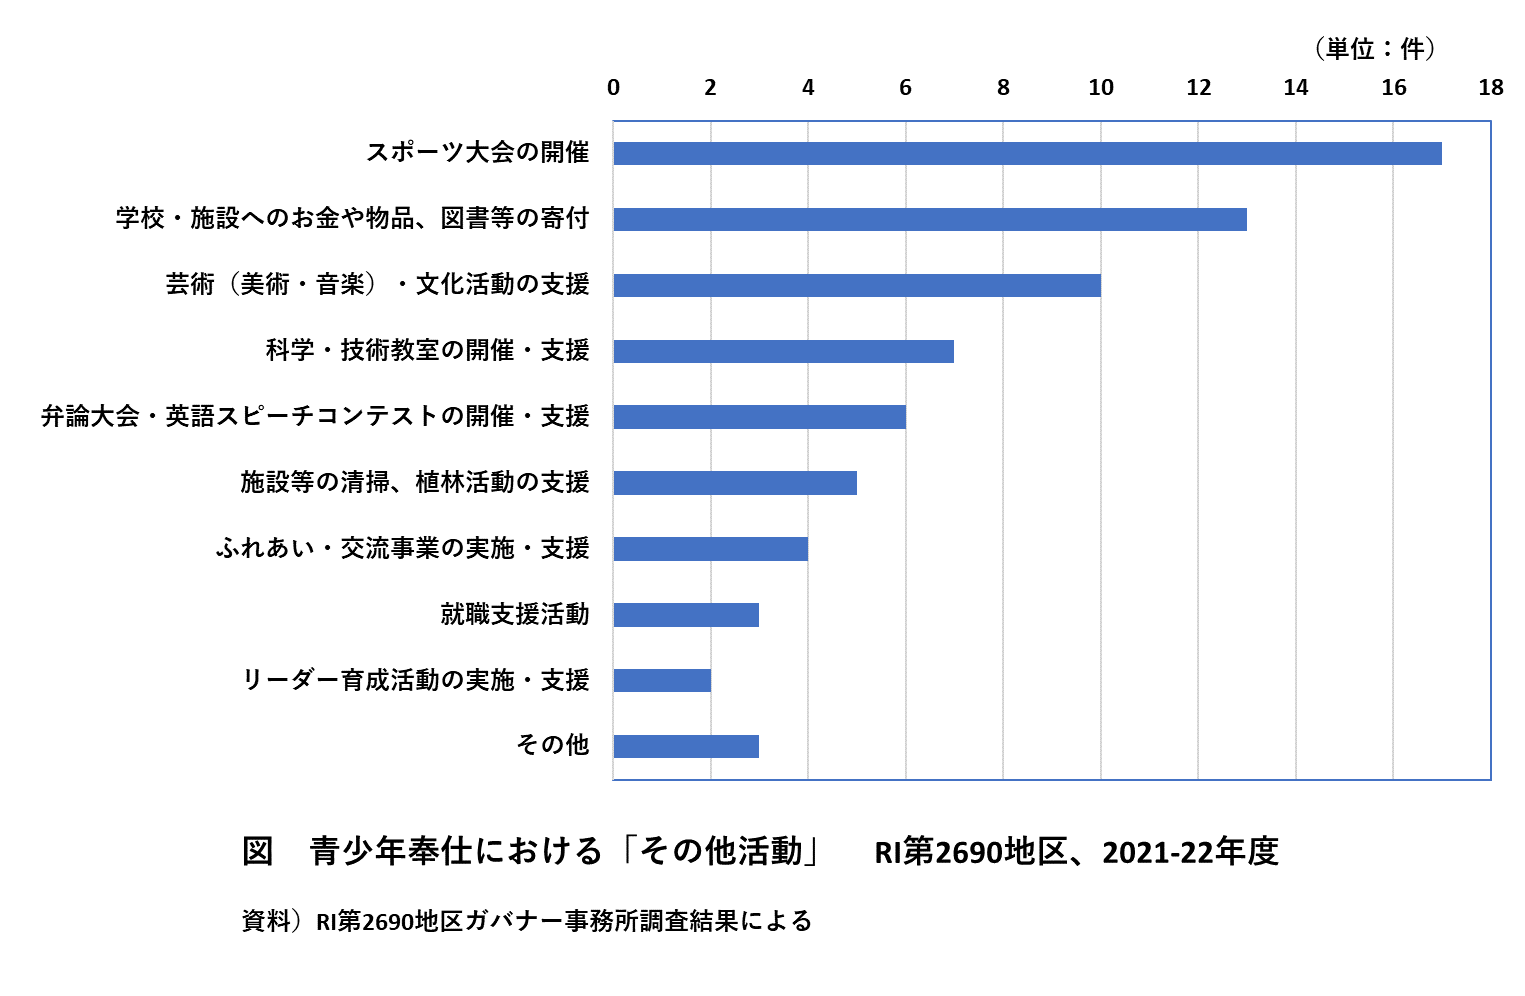 （単位：件）
0 2 4 6 8 10 12 14 16 18
スポーツ大会の開催
学校・施設へのお金や物品、図書等の寄付
芸術（美術・音楽）・文化活動の支援
科学・技術教室の開催・支援
弁論大会・英語スピーチコンテストの開催・支援
施設等の清掃、植林活動の支援
ふれあい・交流事業の実施・支援
就職支援活動
リーダー育成活動の実施・支援
その他
図　青少年奉仕における「その他活動」　RI第2690地区、2021-22年度
資料）RI第2690地区ガバナー事務所調査結果による